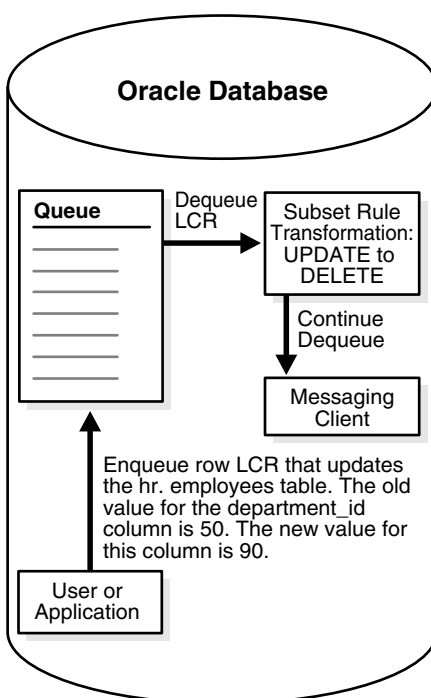 Oracle Database
Queue
Dequeue
LCR
Subset Rule
Transformation:
UPDATE to
DELETE
Continue
Dequeue
Messaging
Client
Enqueue row LCR that updates
the hr. employees table. The old
value for the department_id
column is 50. The new value for
this column is 90.
User or
Application